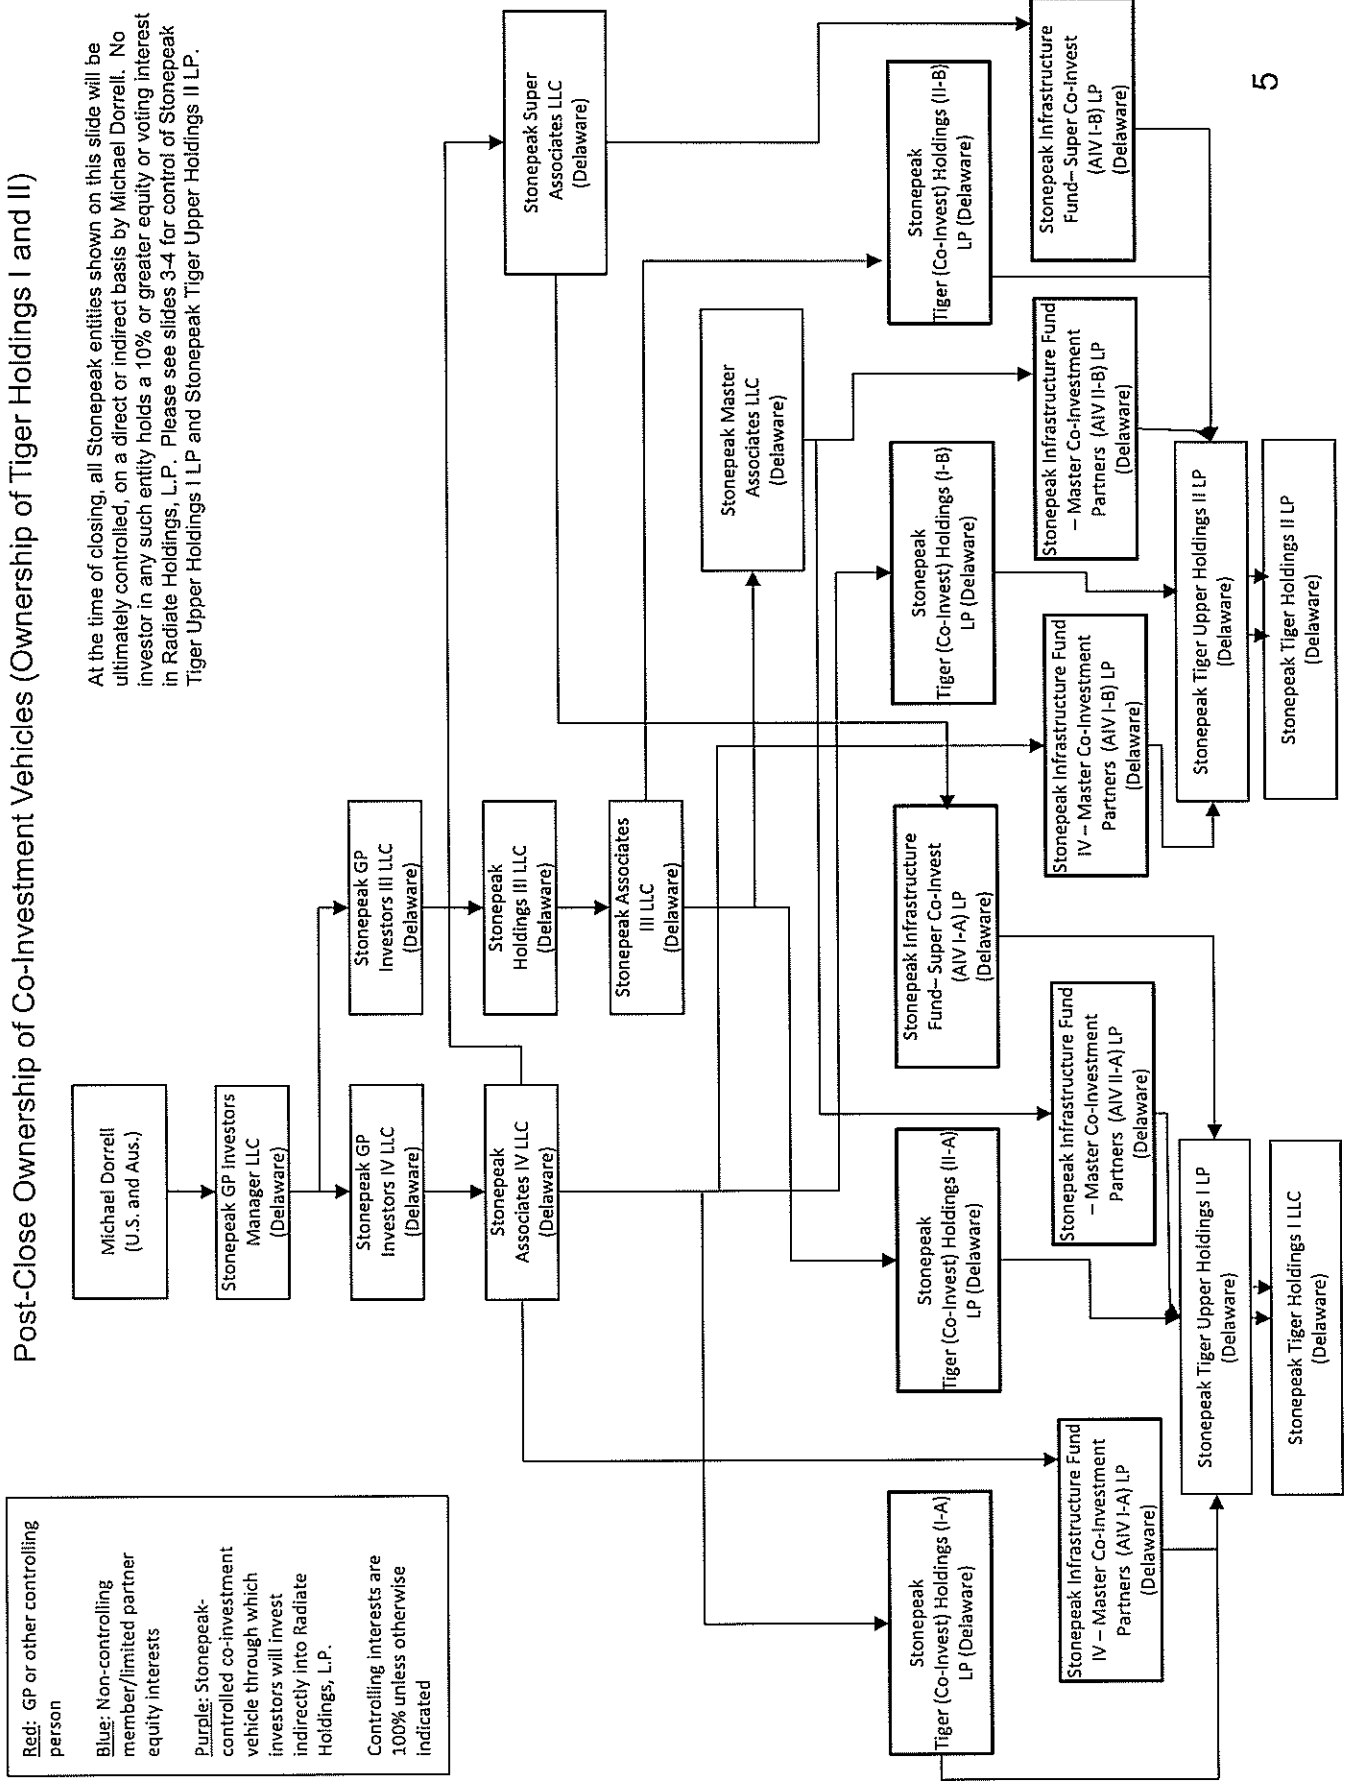 Post-Close Ownership of Co-Investment Vehicles (Ownership of Tiger Holdings I and II)
Red: GP or other controlling
person
Blue: Non-controlling
member/limited partner
equity interests
Purple: Stonepeak-
controlled co-investment
vehicle through which
investors will invest
indirectly into Radiate
Holdings, L.P.
Controlling interests are
100% unless otherwise
indicated
At the time of closing, all Stonepeak entities shown on this slide will be
ultimately controlled, on a direct or indirect basis by Michael Dorrell.  No
investor in any such entity holds a 10% or greater equity or voting interest
in Radiate Holdings, L.P.  Please see slides 3-4 for control of Stonepeak
Tiger Upper Holdings I LP and Stonepeak Tiger Upper Holdings II LP.
Michael Dorrell
(U.S. and Aus.)
Stonepeak GP Investors
Manager LLC
(Delaware)
Stonepeak GP
Investors IV LLC
(Delaware)
Stonepeak GP
Investors III LLC
(Delaware)
Stonepeak
Associates IV LLC
(Delaware)
Stonepeak
Holdings III LLC
(Delaware)
Stonepeak Super
Associates LLC
(Delaware)
Stonepeak Associates
III LLC
(Delaware)
Stonepeak Master
Associates LLC
(Delaware)
Stonepeak
Tiger (Co-Invest) Holdings (I-A)
LP (Delaware)
Stonepeak
Tiger (Co-Invest) Holdings (II-A)
LP (Delaware)
Stonepeak Infrastructure
Fund– Super Co-Invest
(AIV I-A) LP
(Delaware)
Stonepeak
Tiger (Co-Invest) Holdings (I-B)
LP (Delaware)
Stonepeak
Tiger (Co-Invest) Holdings (II-B)
LP (Delaware)
Stonepeak Infrastructure Fund
IV – Master Co-Investment
Partners  (AIV I-A) LP
(Delaware)
Stonepeak Infrastructure Fund
– Master Co-Investment
Partners  (AIV II-A) LP
(Delaware)
Stonepeak Infrastructure Fund
IV – Master Co-Investment
Partners  (AIV I-B) LP
(Delaware)
Stonepeak Infrastructure Fund
– Master Co-Investment
Partners  (AIV II-B) LP
(Delaware)
Stonepeak Infrastructure
Fund– Super Co-Invest
(AIV I-B) LP
(Delaware)
Stonepeak Tiger Upper Holdings I LP
(Delaware)
Stonepeak Tiger Upper Holdings II LP
(Delaware)
Stonepeak Tiger Holdings I LLC
(Delaware)
Stonepeak Tiger Holdings II LP
(Delaware)
5